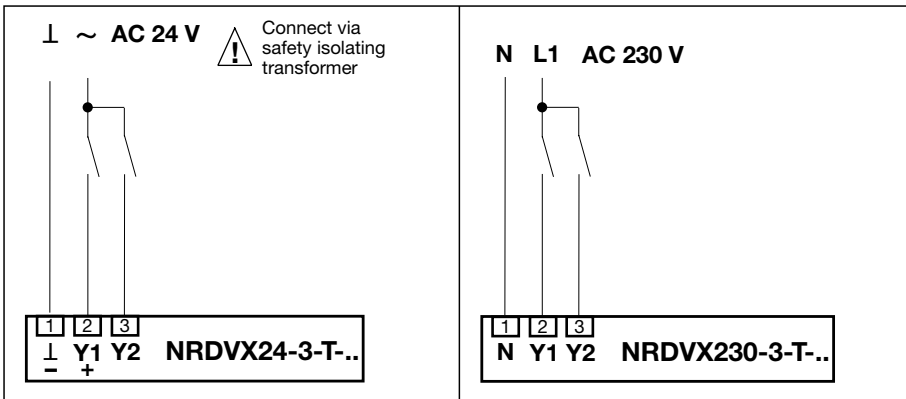 ⊥ ~ AC 24 V
Connect via
safety isolating
transformer
!
1 2 3
⊥ Y1 Y2 NRDVX24-3-T-..
– +
N L1 AC 230 V
1 2 3
N Y1 Y2 NRDVX230-3-T-..